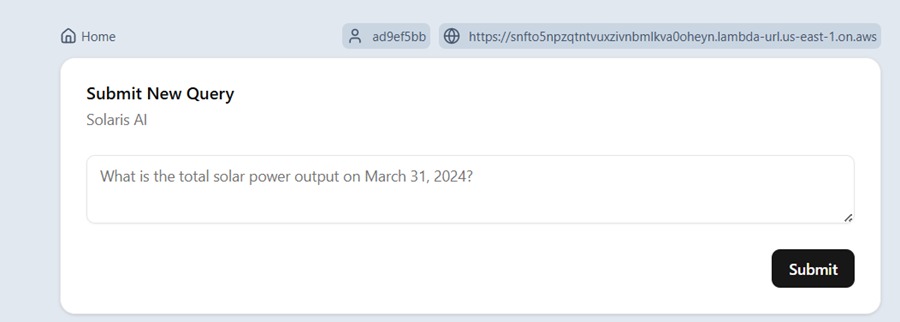 Home
ad9ef5bb
https://snfto5npzqtntvuxzivnbmlkva0oheyn.lambda-url.us-east-1.on.aws
Submit New Query
Solaris AI
What is the total solar power output on March 31, 2024?
Submit